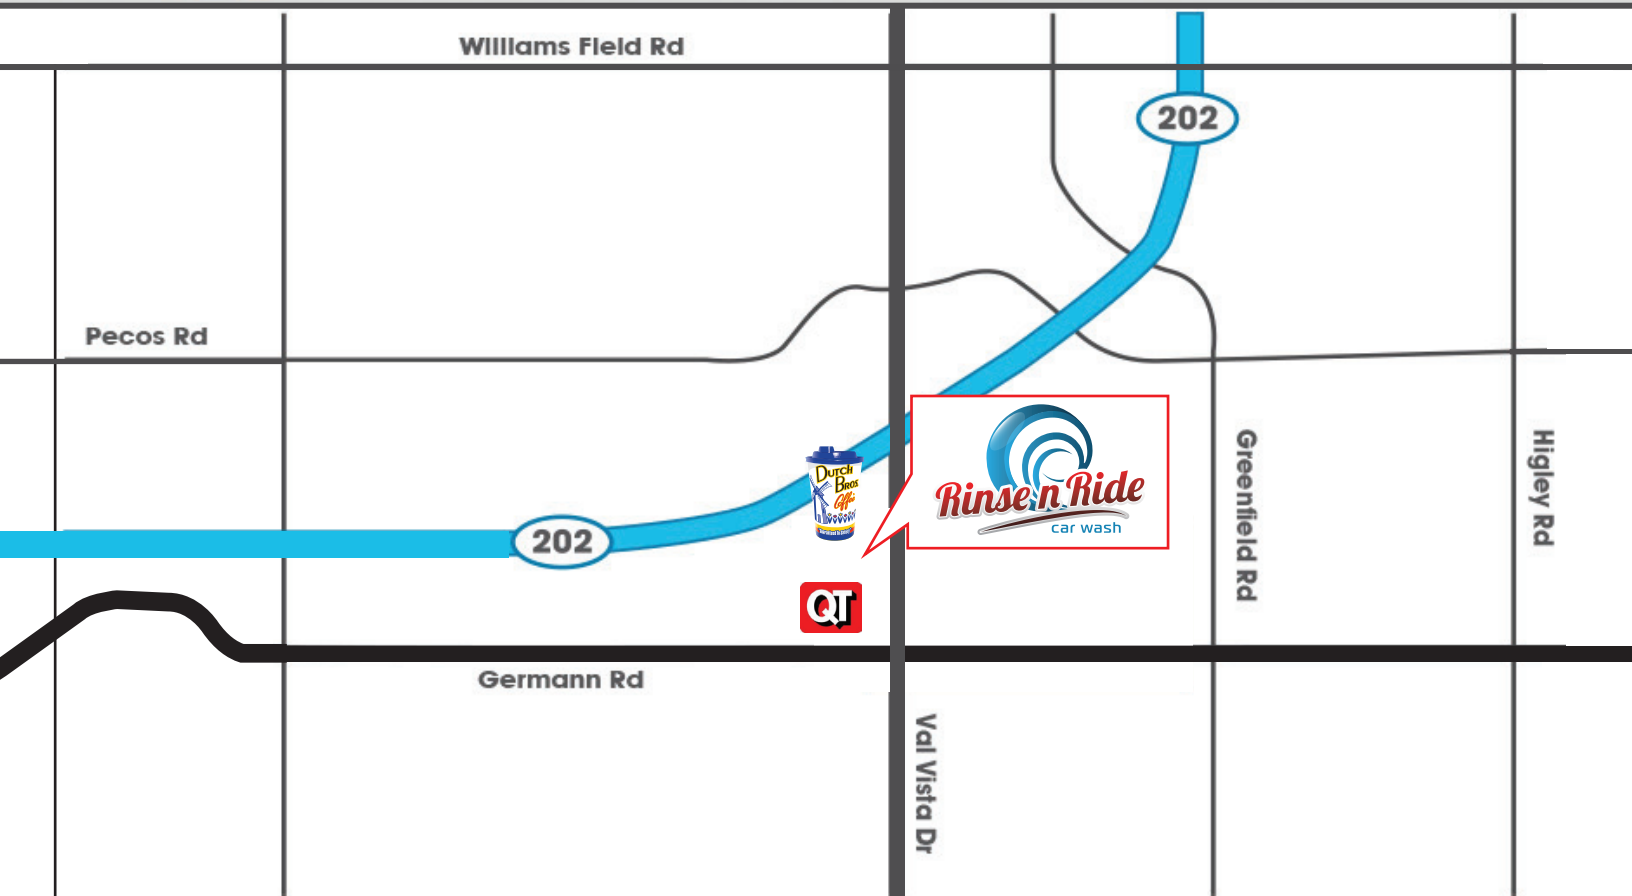 Williams Field Rd
202
Pecos Rd
Dutch
Bros.
Coffee
Rinse n Ride
car wash
Greenfield Rd
Higley Rd
202
QT
Germann Rd
Val Vista Dr